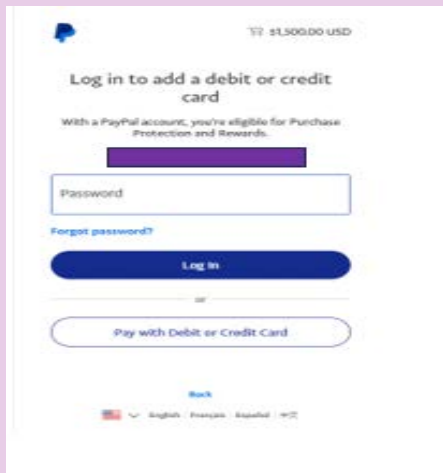 $1,500.00 USD
Log in to add a debit or credit
card
With a PayPal account, you're eligible for Purchase
Protection and Rewards.
Password
Forgot password?
Log In
or
Pay with Debit or Credit Card
Back
English Français Español 中文